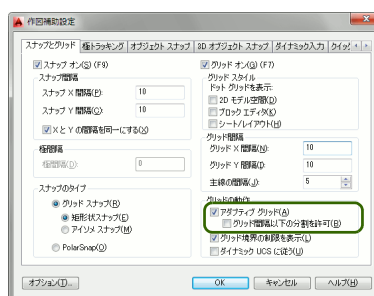 作図補助設定
スナップとグリッド 極トラッキング オブジェクト スナップ 3D オブジェクト スナップ ダイナミック入力 クイック
スナップ オン(S) (F9)
スナップ間隔
スナップ X 間隔(P): 10
スナップ Y 間隔(C): 10
X と Y の間隔を同一にする(X)
極間隔
極間隔(D): 0
スナップのタイプ
グリッド スナップ(R)
矩形状スナップ(E)
アイソメ スナップ(M)
PolarSnap(O)
グリッド オン(G) (F7)
グリッド スタイル
ドット グリッドを表示:
2D モデル空間(D)
ブロック エディタ(K)
シート/レイアウト(H)
グリッド間隔
グリッド X 間隔(N): 10
グリッド Y 間隔(I): 10
主線の間隔(J): 5
グリッドの動作
アダプティブ グリッド(A)
グリッド間隔以下の分割を許可(B)
グリッド境界の制限を表示(L)
ダイナミック UCS に従う(U)
オプション(T)... OK キャンセル ヘルプ(H)